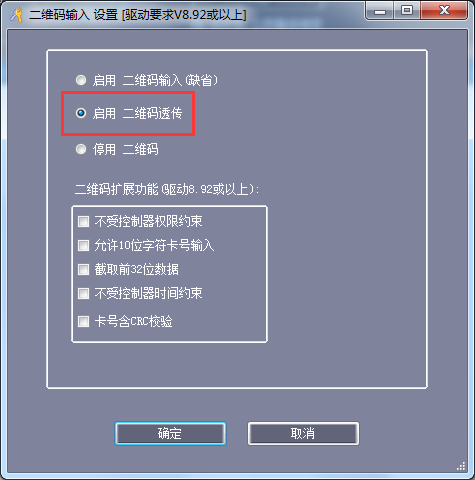 二维码输入 设置 [驱动要求V8.92或以上]
启用 二维码输入(缺省)
启用 二维码透传
停用 二维码
二维码扩展功能(驱动8.92或以上):
不受控制器权限约束
允许10位字符卡号输入
截取前32位数据
不受控制器时间约束
卡号含CRC校验
确定
取消